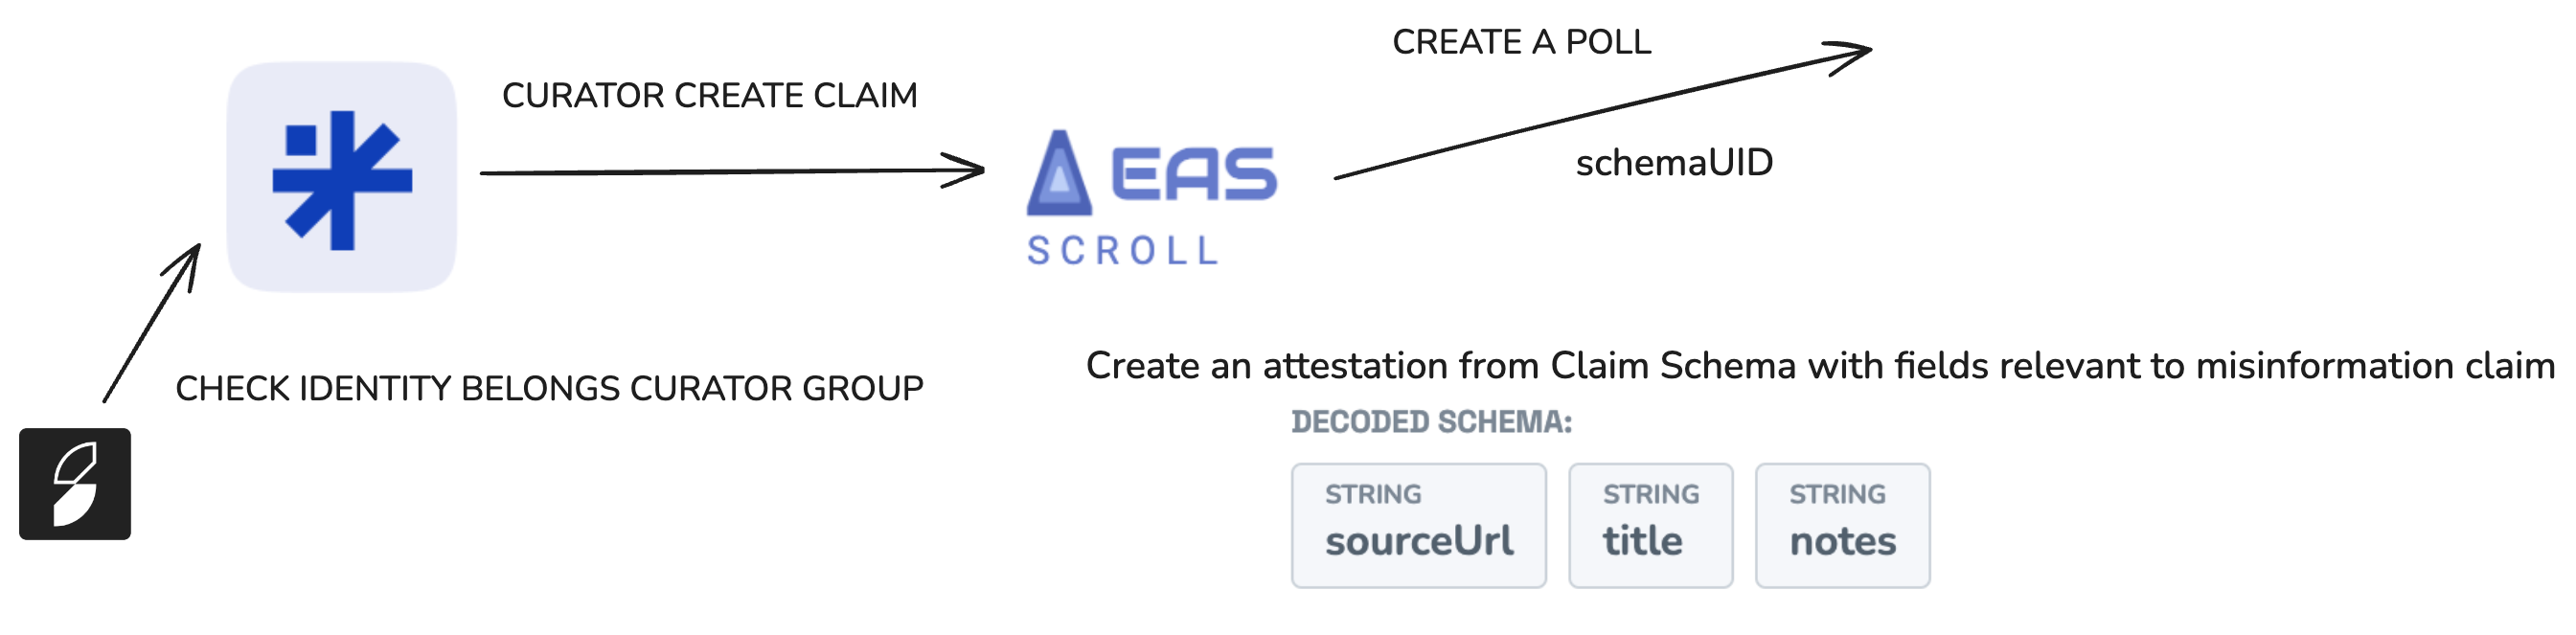 CREATE A POLL
CURATOR CREATE CLAIM
schemaUID
EAS
SCROLL
CHECK IDENTITY BELONGS CURATOR GROUP
Create an attestation from Claim Schema with fields relevant to misinformation claim
DECODED SCHEMA:
STRING
sourceUrl
STRING
title
STRING
notes